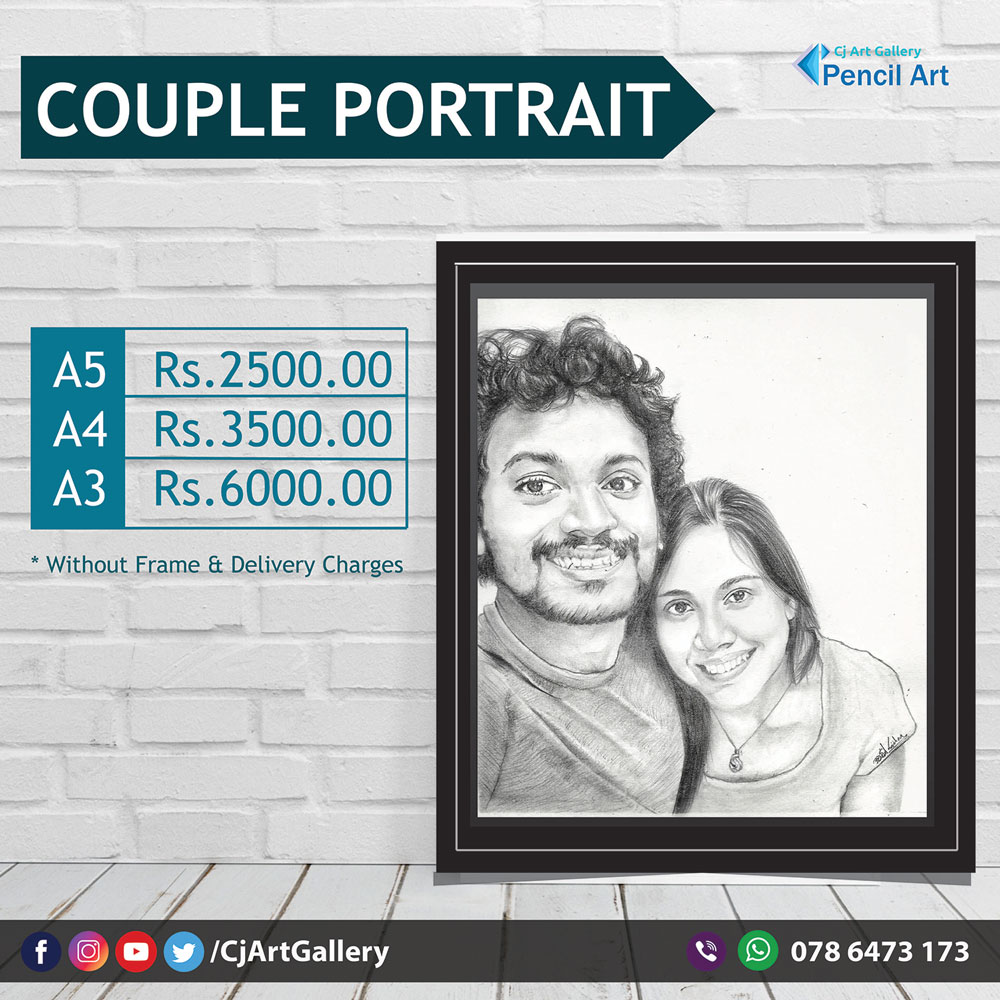 Cj Art Gallery
Pencil Art
COUPLE PORTRAIT
A5 Rs.2500.00
A4 Rs.3500.00
A3 Rs.6000.00
* Without Frame & Delivery Charges
/CjArtGallery
078 6473 173